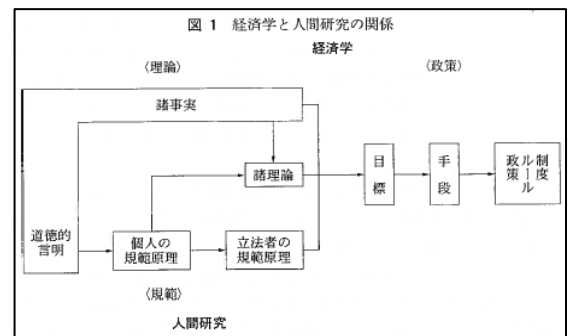 図 1 経済学と人間研究の関係
経済学
〈理論〉
〈政策〉
諸事実
諸理論
目標
手段
政策
ルール
制度
道徳的
言明
個人の
規範原理
立法者の
規範原理
〈規範〉
人間研究